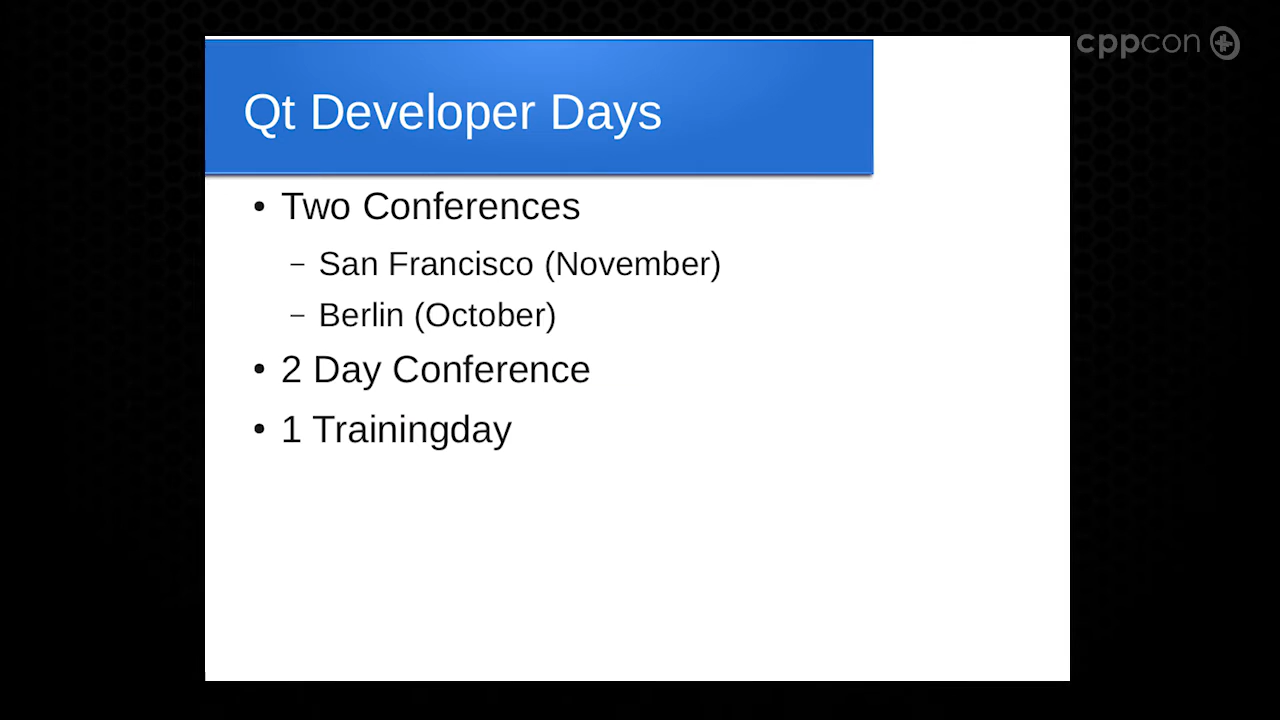 cppcon
Qt Developer Days
• Two Conferences
– San Francisco (November)
– Berlin (October)
• 2 Day Conference
• 1 Trainingday